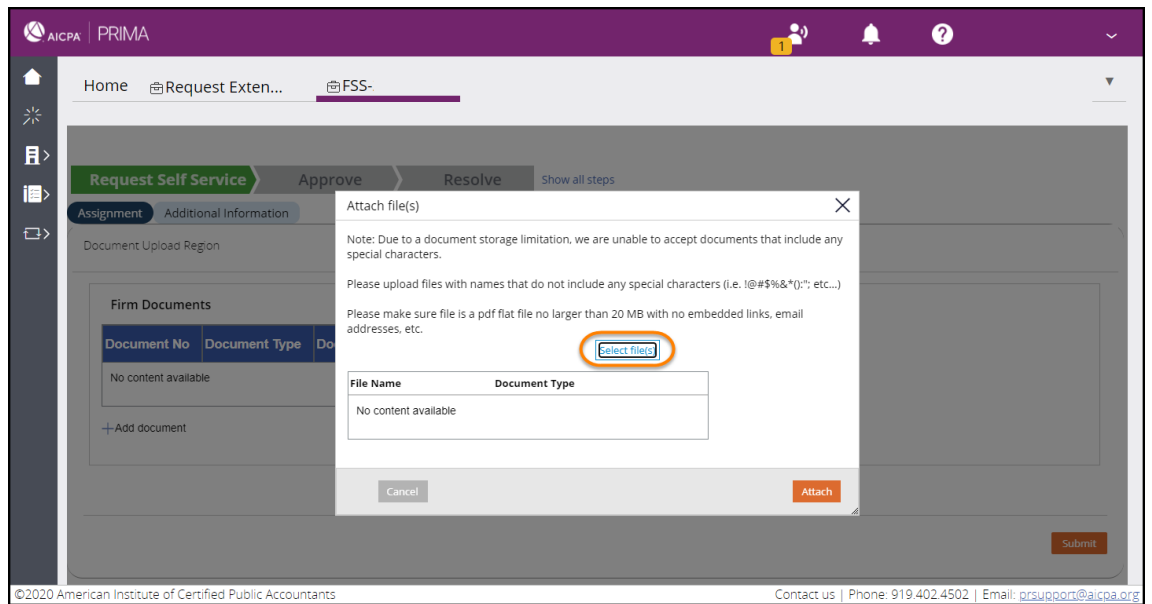 AICPA PRIMA
1
?
Home Request Exten... FSS-
Request Self Service Approve Resolve Show all steps
Assignment Additional Information
Document Upload Region
Firm Documents
Document No Document Type Do
No content available
+Add document
Attach file(s)
Note: Due to a document storage limitation, we are unable to accept documents that include any
special characters.
Please upload files with names that do not include any special characters (i.e. !@#$%&*():"; etc...)
Please make sure file is a pdf flat file no larger than 20 MB with no embedded links, email
addresses, etc.
Select file(s)
File Name Document Type
No content available
Cancel Attach
Submit
©2020 American Institute of Certified Public Accountants Contact us | Phone: 919.402.4502 | Email: prsupport@aicpa.org